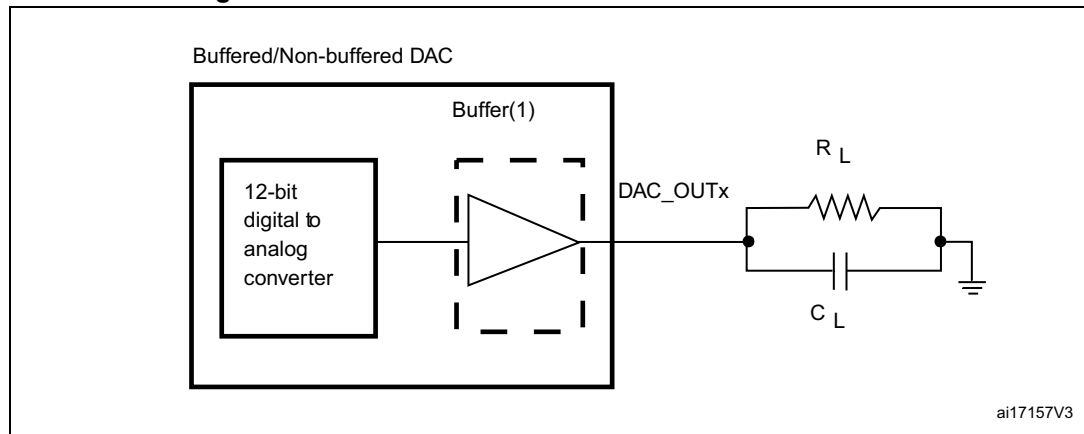 Buffered/Non-buffered DAC
Buffer(1)
12-bit
digital to
analog
converter
DAC_OUTx
R L
C L
ai17157V3